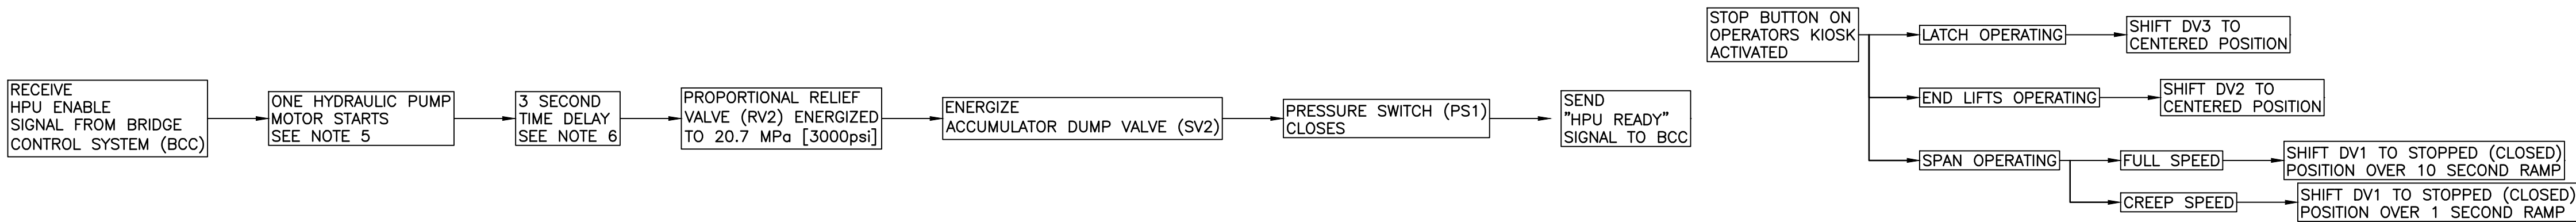 RECEIVE
HPU ENABLE
SIGNAL FROM BRIDGE
CONTROL SYSTEM (BCC)
ONE HYDRAULIC PUMP
MOTOR STARTS
SEE NOTE 5
3 SECOND
TIME DELAY
SEE NOTE 6
PROPORTIONAL RELIEF
VALVE (RV2) ENERGIZED
TO 20.7 MPa [3000psi]
ENERGIZE
ACCUMULATOR DUMP VALVE (SV2)
PRESSURE SWITCH (PS1)
CLOSES
SEND
"HPU READY"
SIGNAL TO BCC
STOP BUTTON ON
OPERATORS KIOSK
ACTIVATED
LATCH OPERATING
SHIFT DV3 TO
CENTERED POSITION
END LIFTS OPERATING
SHIFT DV2 TO
CENTERED POSITION
SPAN OPERATING
FULL SPEED
SHIFT DV1 TO STOPPED (CLOSED)
POSITION OVER 10 SECOND RAMP
CREEP SPEED
SHIFT DV1 TO STOPPED (CLOSED)
POSITION OVER 1 SECOND RAMP